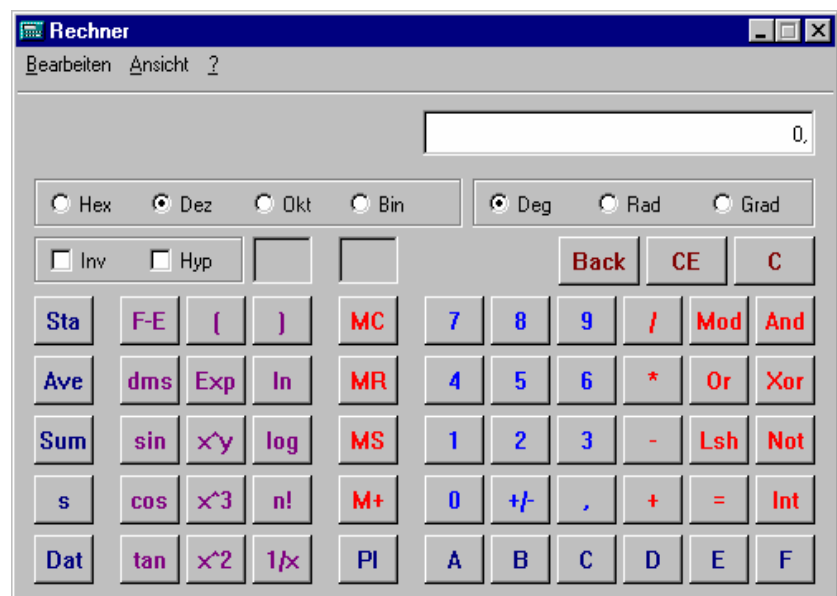 Rechner
Bearbeiten Ansicht ?
0,
Hex Dez Okt Bin Deg Rad Grad
Inv Hyp Back CE C
Sta F-E ( ) MC 7 8 9 / Mod And
Ave dms Exp ln MR 4 5 6 * Or Xor
Sum sin x^y log MS 1 2 3 - Lsh Not
s cos x^3 n! M+ 0 +/- , + = Int
Dat tan x^2 1/x PI A B C D E F